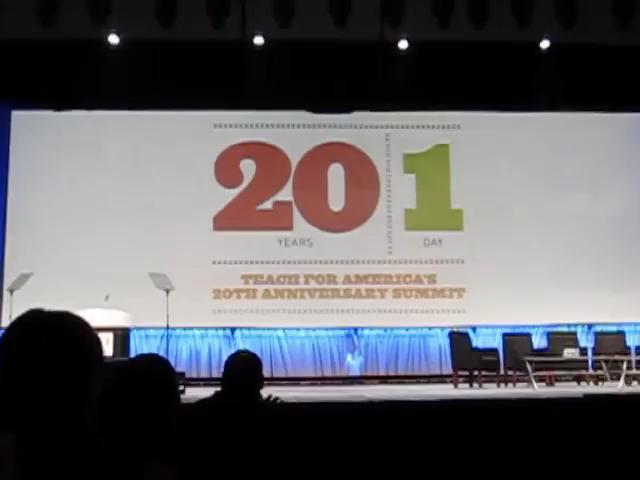 20 1
YEARS DAY
TEACH FOR AMERICA'S
20TH ANNIVERSARY SUMMIT